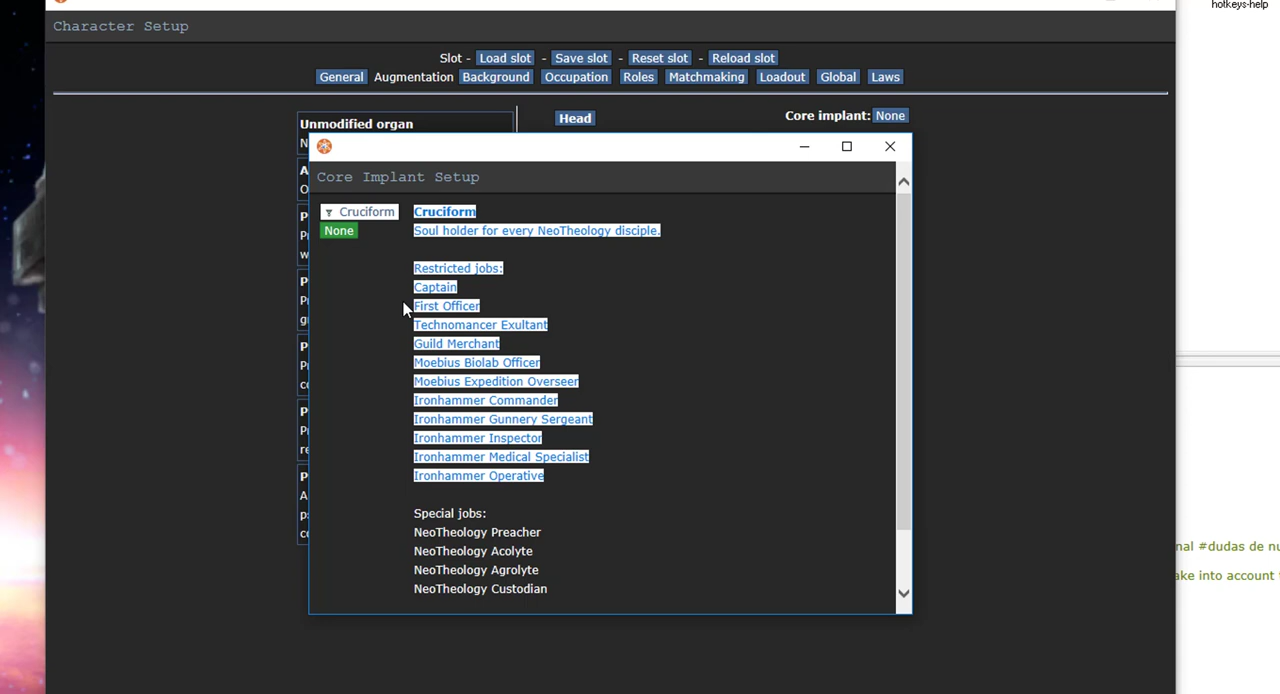 hotkeys-help
Character Setup
Slot - Load slot - Save slot - Reset slot - Reload slot
General Augmentation Background Occupation Roles Matchmaking Loadout Global Laws
Unmodified organ
Head
Core implant: None
Core Implant Setup
Cruciform
None
Cruciform
Soul holder for every NeoTheology disciple.
Restricted jobs:
Captain
First Officer
Technomancer Exultant
Guild Merchant
Moebius Biolab Officer
Moebius Expedition Overseer
Ironhammer Commander
Ironhammer Gunnery Sergeant
Ironhammer Inspector
Ironhammer Medical Specialist
Ironhammer Operative
Special jobs:
NeoTheology Preacher
NeoTheology Acolyte
NeoTheology Agrolyte
NeoTheology Custodian
#dudas de
into account